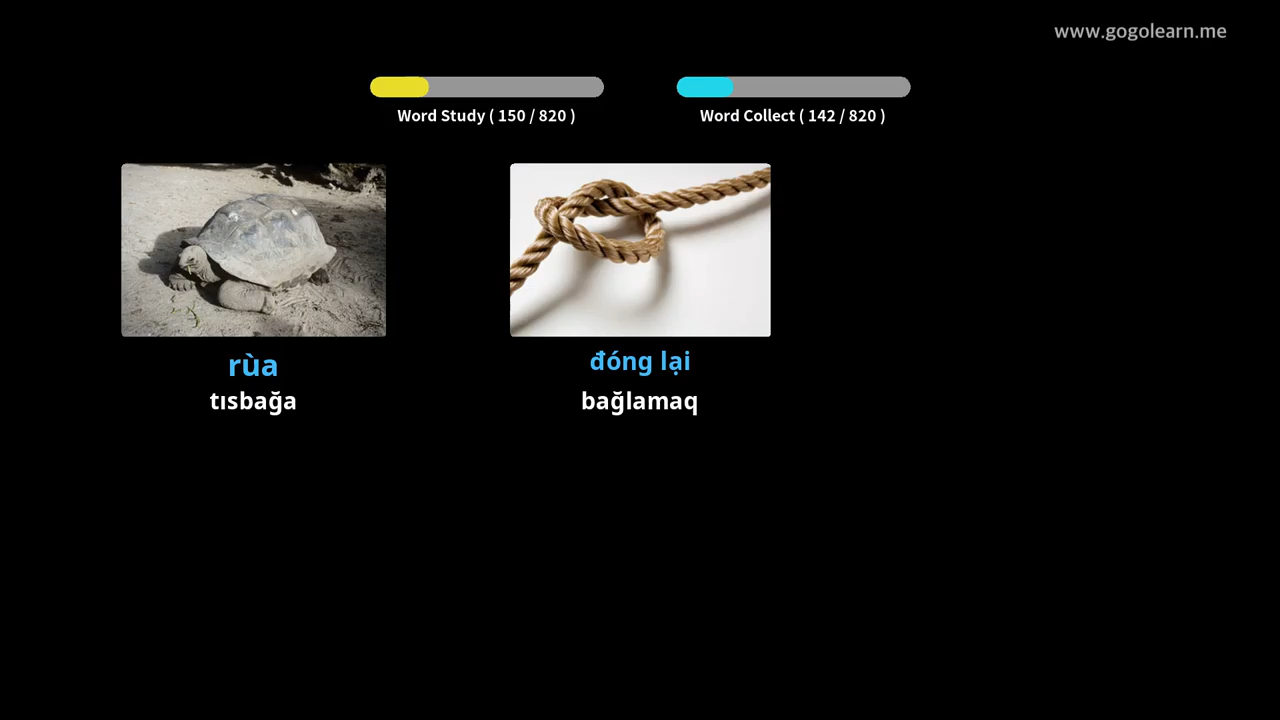 www.gogolearn.me
Word Study ( 150 / 820 )
Word Collect ( 142 / 820 )
rùa
tısbağa
đóng lại
bağlamaq